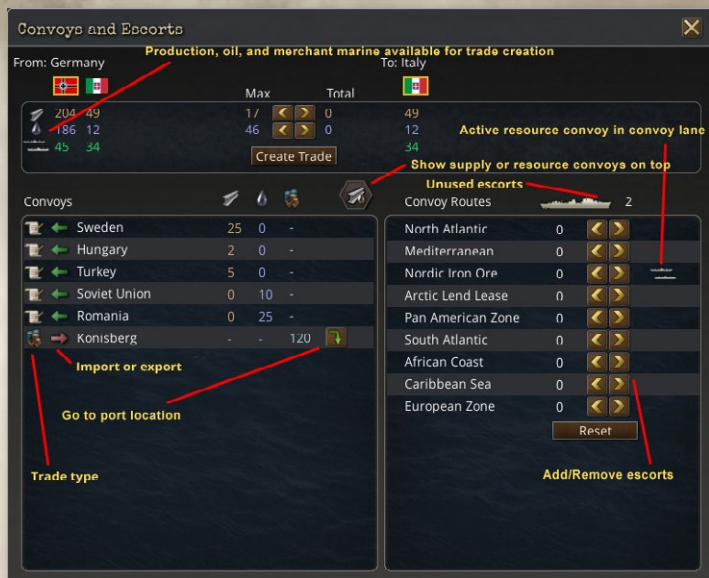 Convoys and Escorts
Production, oil, and merchant marine available for trade creation
From: Germany To: Italy
Max Total
204 49 17 0 49
186 12 46 0 12
45 34 34
Create Trade
Active resource convoy in convoy lane
Show supply or resource convoys on top
Unused escorts
Convoys
Sweden 25 0 -
Hungary 2 0 -
Turkey 5 0 -
Soviet Union 0 10 -
Romania 0 25 -
Konisberg - - 120
Import or export
Go to port location
Trade type
Convoy Routes 2
North Atlantic 0
Mediterranean 0
Nordic Iron Ore 0
Arctic Lend Lease 0
Pan American Zone 0
South Atlantic 0
African Coast 0
Caribbean Sea 0
European Zone 0
Reset
Add/Remove escorts